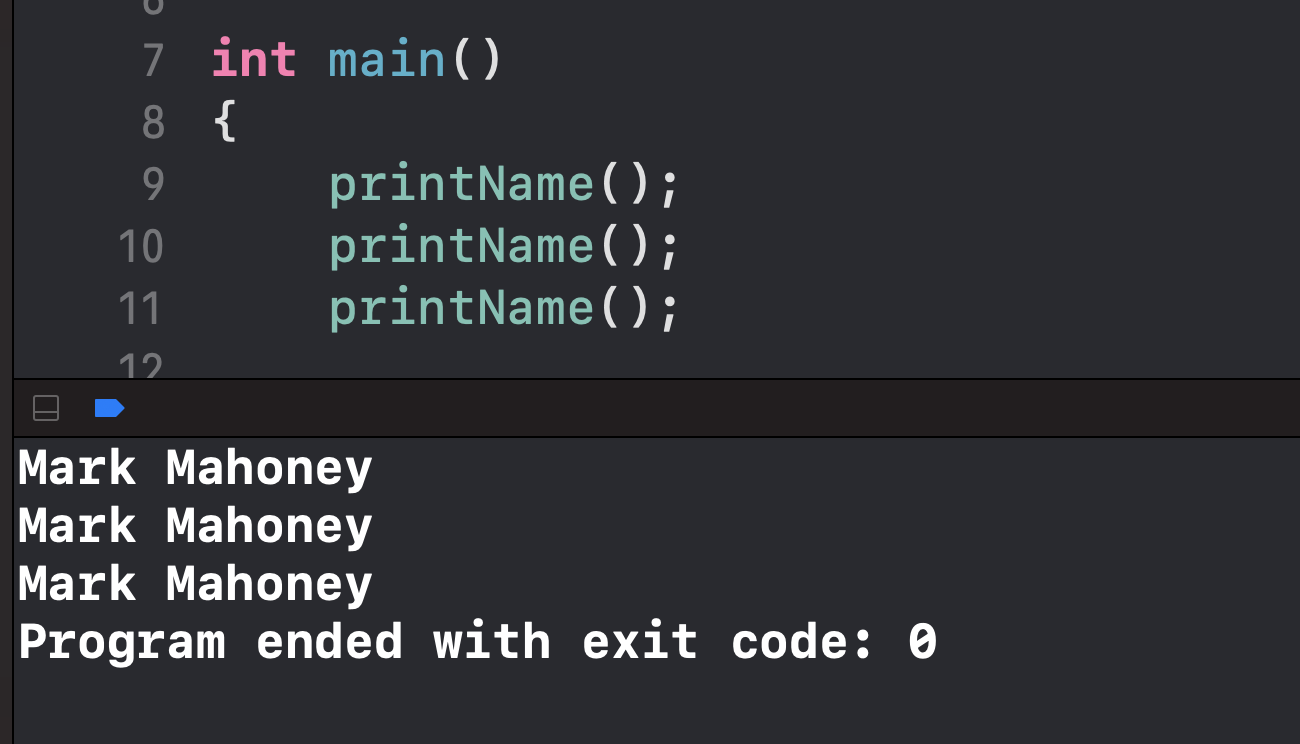 6
7 int main()
8 {
9 printName();
10 printName();
11 printName();
12
Mark Mahoney
Mark Mahoney
Mark Mahoney
Program ended with exit code: 0